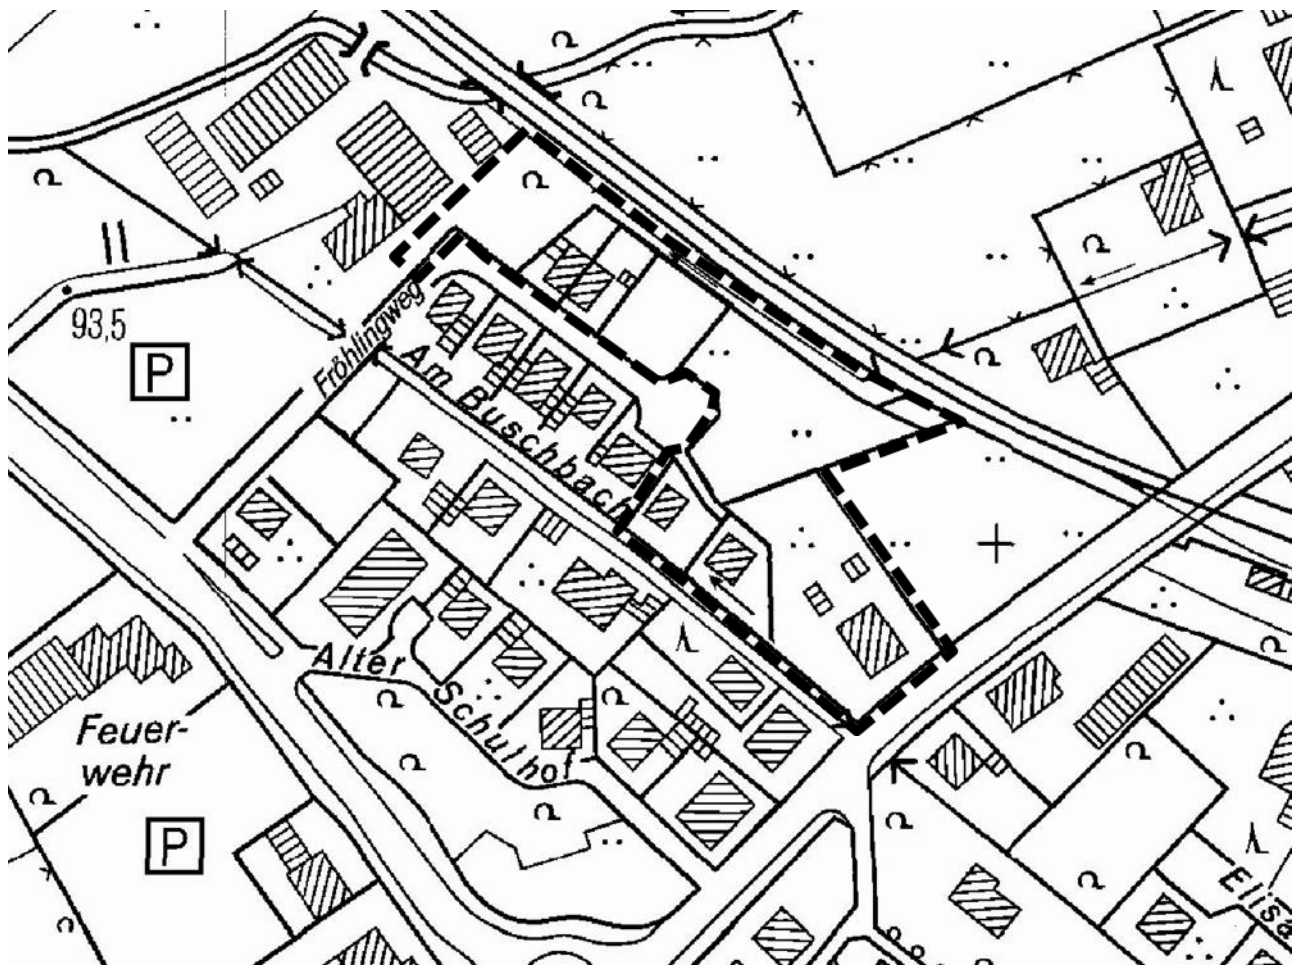 93,5
P
Fröhlingweg
Am Buschbach
Alter
Schulhof
Feuer-
wehr
P